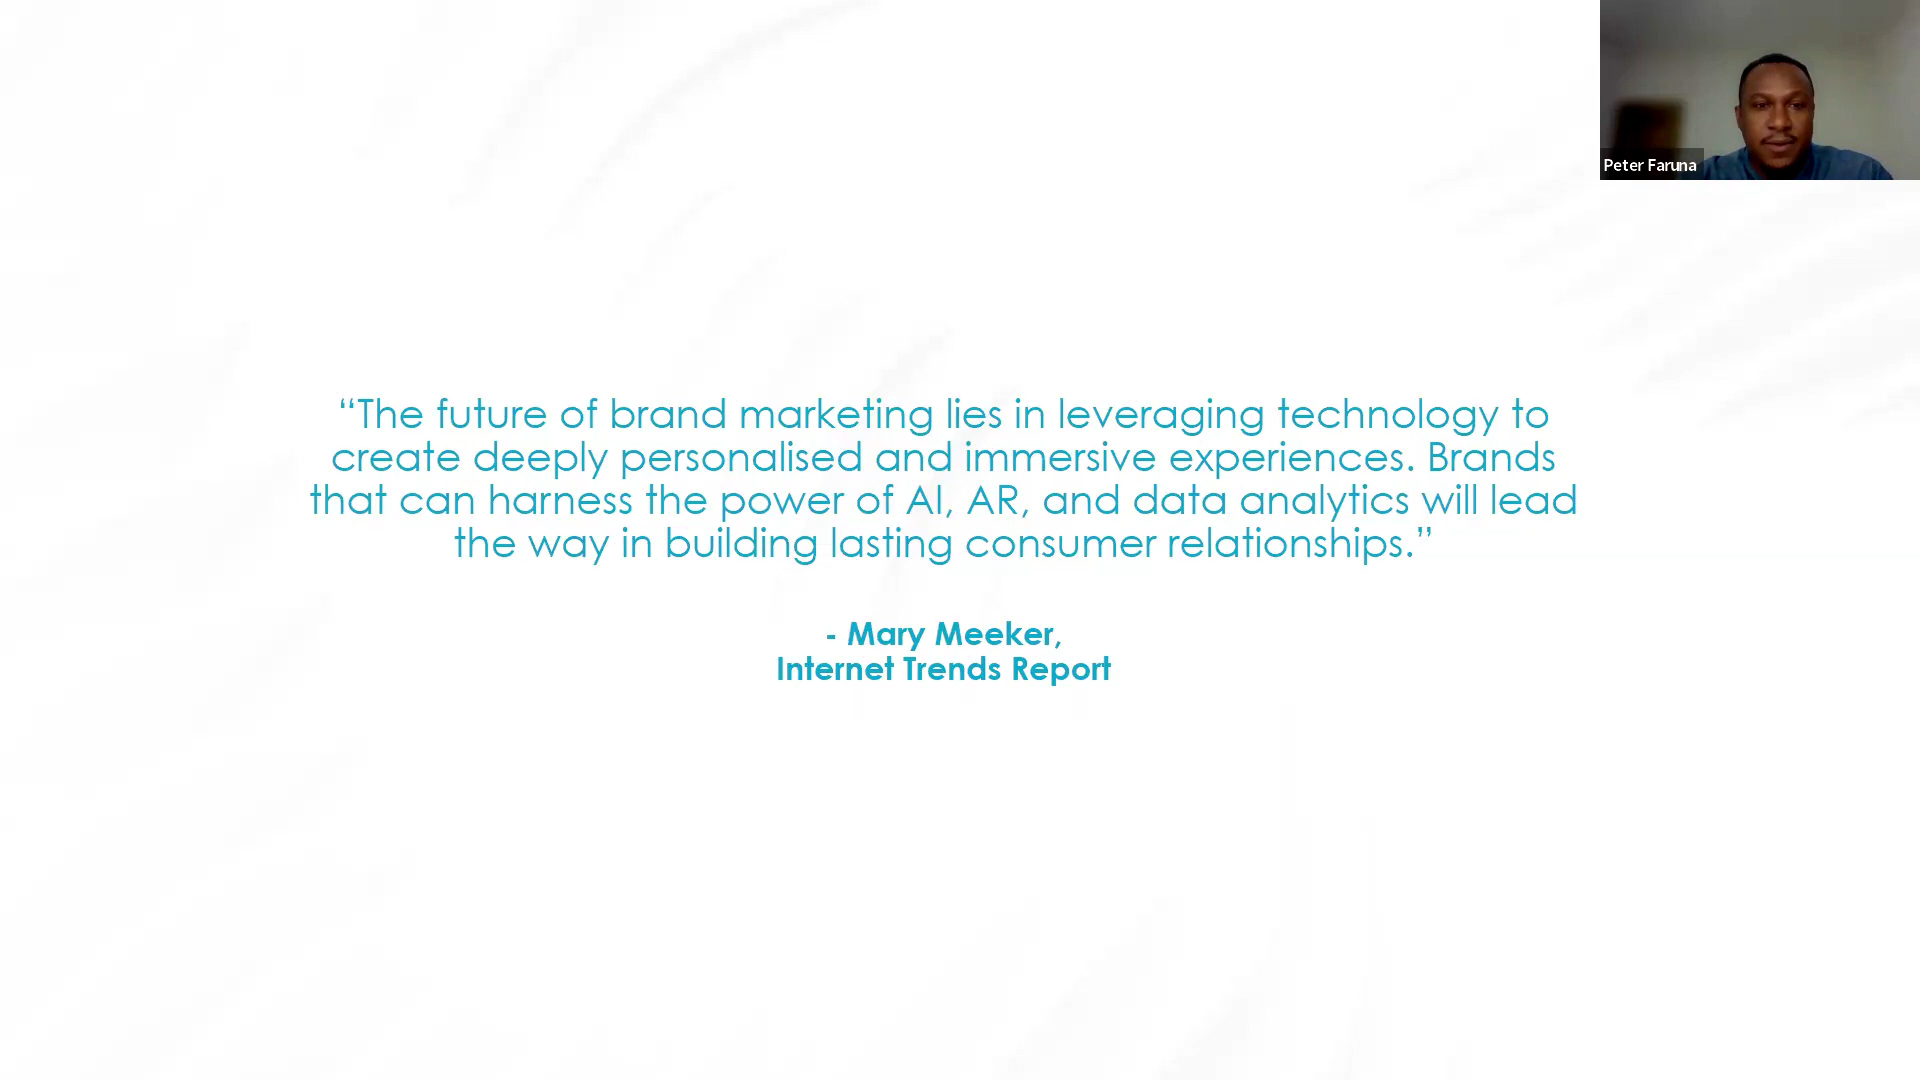 Peter Faruna
“The future of brand marketing lies in leveraging technology to
create deeply personalised and immersive experiences. Brands
that can harness the power of AI, AR, and data analytics will lead
the way in building lasting consumer relationships.”
- Mary Meeker,
Internet Trends Report